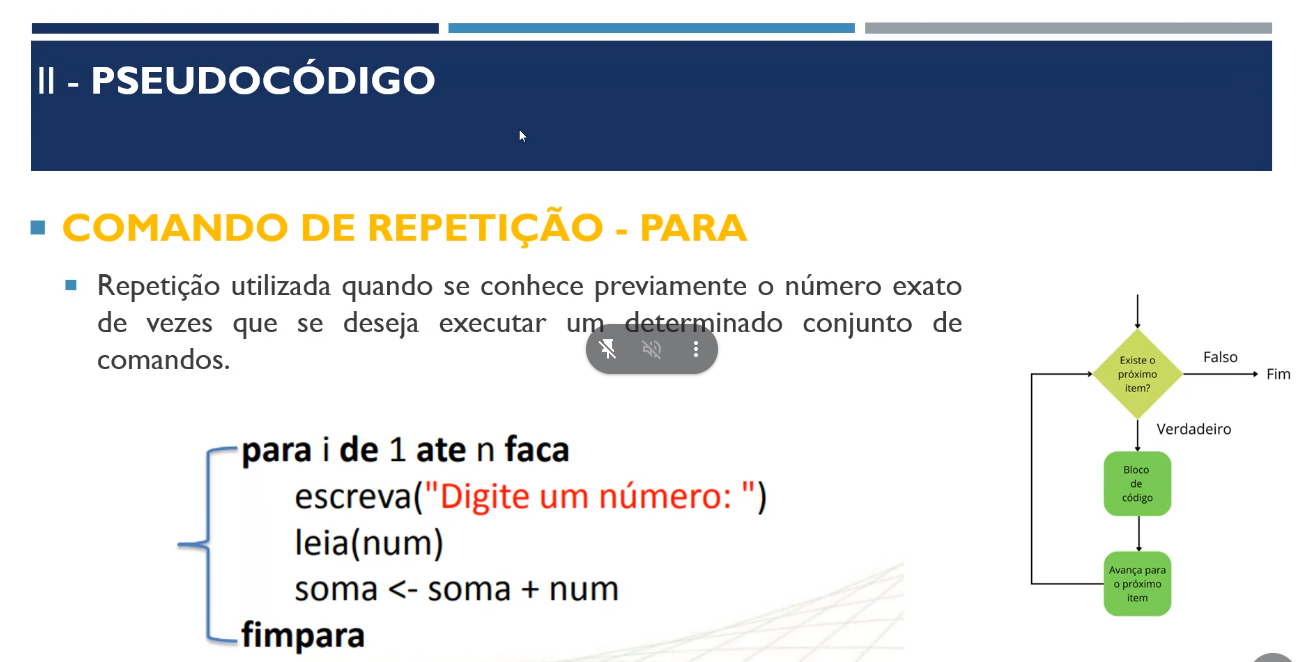 II - PSEUDOCÓDIGO
COMANDO DE REPETIÇÃO - PARA
Repetição utilizada quando se conhece previamente o número exato
de vezes que se deseja executar um determinado conjunto de
comandos.
para i de 1 ate n faca
escreva("Digite um número: ")
leia(num)
soma <- soma + num
fimpara
Existe o
próximo
item?
Falso
Fim
Verdadeiro
Bloco
de
código
Avança para
o próximo
item